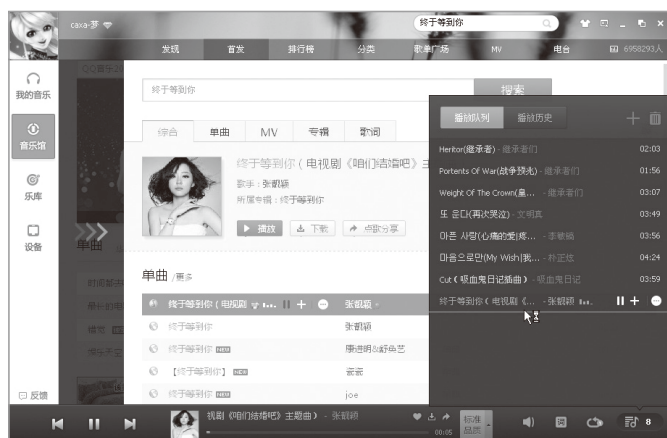 caxa-梦
终于等到你
发现 首发 排行榜 分类 歌单广场 MV 电台 6958293人
我的音乐
音乐馆
乐库
设备
反馈
终于等到你 搜索
综合 单曲 MV 专辑 歌词
终于等到你(电视剧《咱们结婚吧》主
歌手:张靓颖
所属专辑:终于等到你
播放 下载 点歌分享
单曲 /更多
终于等到你(电视剧 张靓颖
终于等到你 张靓颖
终于等到你 康进明&舒奂艺
【终于等到你】 瓷瓷
终于等到你 joe
播放队列 播放历史
Heritor(继承者) - 继承者们 02:03
Portents Of War(战争预兆) - 继承者们 01:56
Weight Of The Crown(皇... - 继承者们 03:07
또 운다(再次哭泣) - 文明真 03:49
아픈 사랑(心痛的爱|疼... - 李敏镐 03:56
마음으로만(My Wish|我... - 朴正炫 04:24
Cut(吸血鬼日记插曲) - 吸血鬼日记 03:59
终于等到你(电视剧《... - 张靓颖
视剧《咱们结婚吧》主题曲) - 张靓颖
00:05
标准品质
词
8